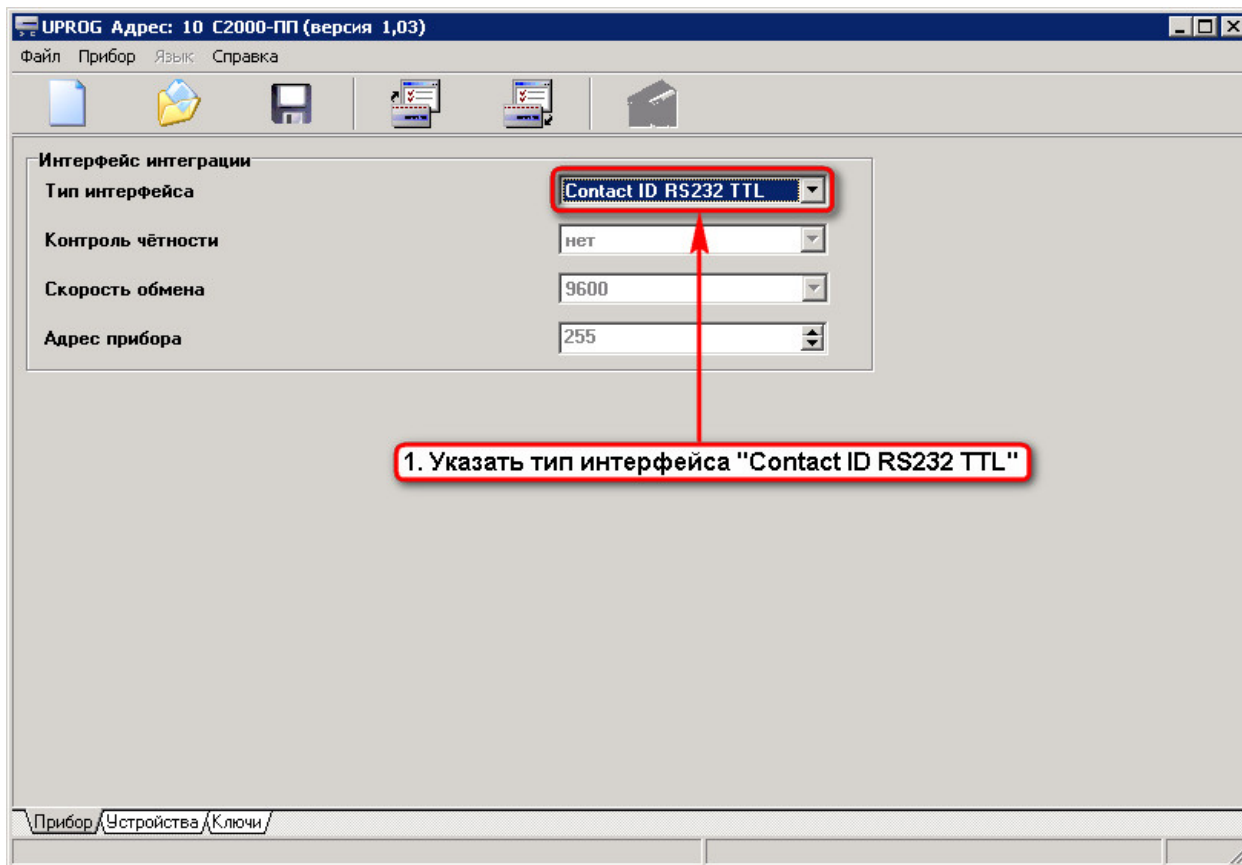 UPROG Адрес: 10 С2000-ПП (версия 1,03)
Файл Прибор Язык Справка
Интерфейс интеграции
Тип интерфейса Contact ID RS232 TTL
Контроль чётности нет
Скорость обмена 9600
Адрес прибора 255
1. Указать тип интерфейса "Contact ID RS232 TTL"
Прибор Устройства Ключи